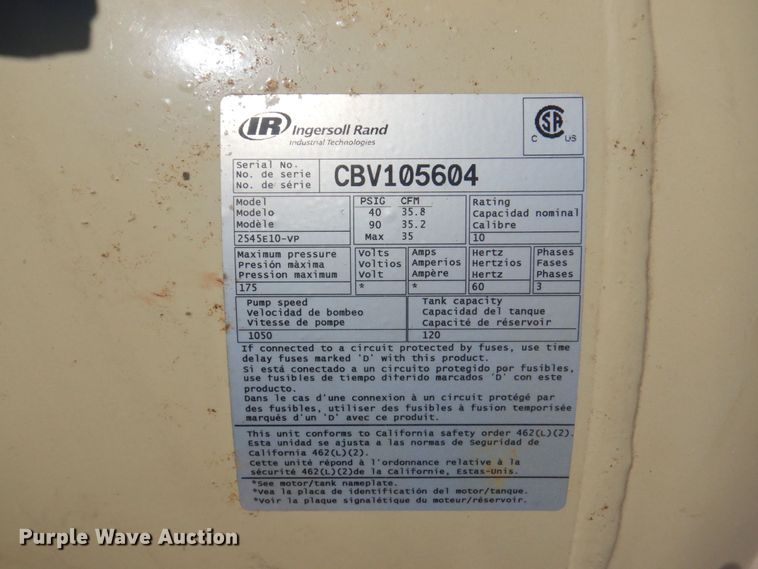 IR Ingersoll Rand
Industrial Technologies
C SA US
Serial No.
No. de serie
No. de série
CBV105604
Model
Modelo
Modèle
2545E10-VP
PSIG CFM
40 35.8
90 35.2
Max 35
Rating
Capacidad nominal
Calibre
10
Maximum pressure
Presión màxima
Pression maximum
175
Volts
Voltios
Volt
*
Amps
Amperios
Ampère
*
Hertz
Hertzios
Hertz
60
Phases
Fases
Phases
3
Pump speed
Velocidad de bombeo
Vitesse de pompe
1050
Tank capacity
Capacidad del tanque
Capacité de réservoir
120
If connected to a circuit protected by fuses, use time
delay fuses marked 'D' with this product.
Si está conectado a un circuito protegido por fusibles,
use fusibles de tiempo diferido marcados 'D' con este
producto.
Dans le cas d'une connexion à un circuit protégé par
des fusibles, utiliser des fusibles à fusion temporisée
marqués d'un 'D' avec ce produit.
This unit conforms to California safety order 462(L)(2).
Esta unidad se ajusta a las normas de Seguridad de
California 462(L)(2).
Cette unité répond à l'ordonnance relative à la
sécurité 462(L)(2) de la Californie, Estas-Unis.
*See motor/tank nameplate.
*Vea la placa de identificación del motor/tanque.
*Voir la plaque signalétique du moteur/réservoir.
Purple Wave Auction